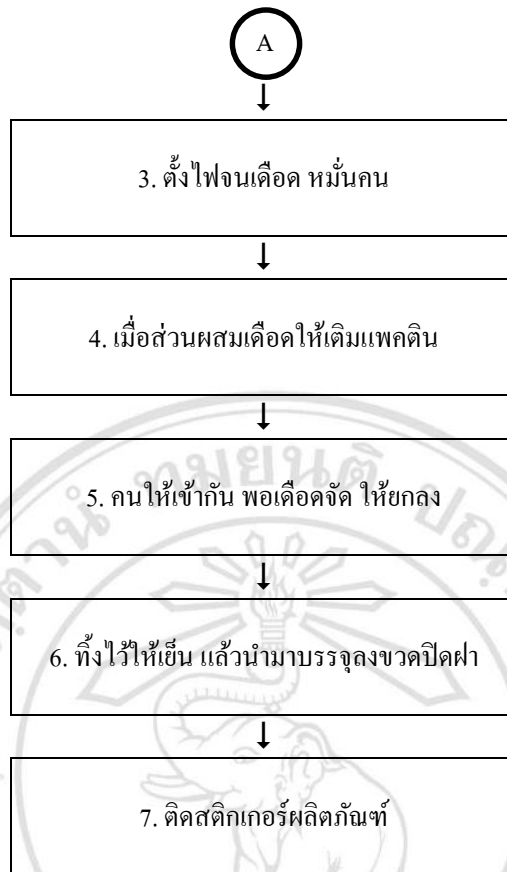 A
3. ตั้งไฟจนเดือด หมั่นคน
4. เมื่อส่วนผสมเดือดให้เติมแพคติน
5. คนให้เข้ากัน พอเดือดจัด ให้ยกลง
6. ทิ้งไว้ให้เย็น แล้วนำมาบรรจุลงขวดปิดฝา
7. ติดสติกเกอร์ผลิตภัณฑ์